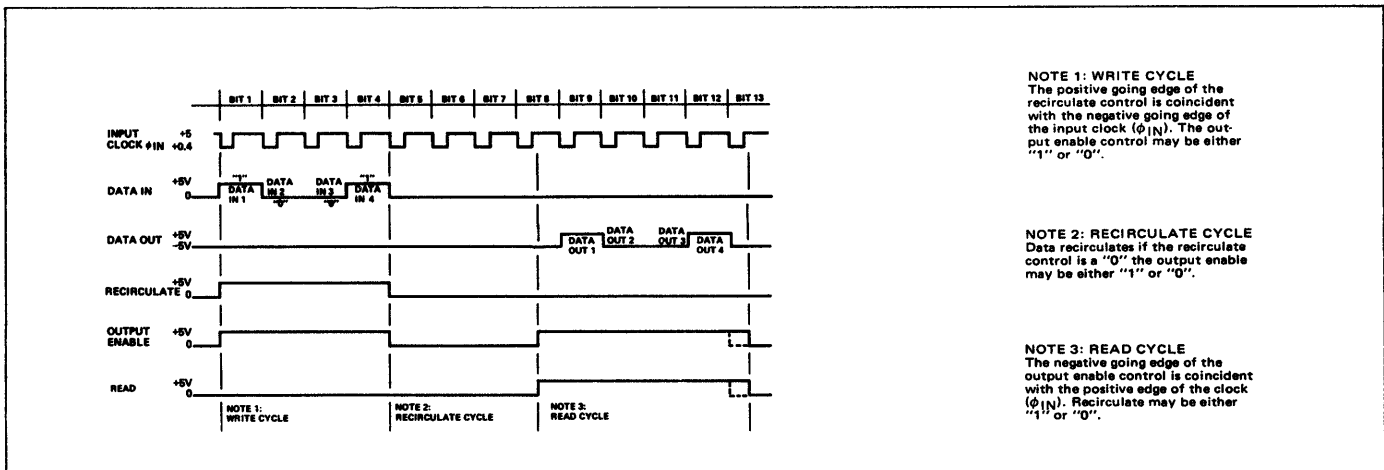 BIT 1 BIT 2 BIT 3 BIT 4 BIT 5 BIT 6 BIT 7 BIT 8 BIT 9 BIT 10 BIT 11 BIT 12 BIT 13
INPUT +5
CLOCK ϕIN +0.4
DATA IN +5V
0
"1" DATA IN 1
DATA IN 2 "0"
DATA IN 3 "0"
"1" DATA IN 4
DATA OUT +5V
−5V
DATA OUT 1
DATA OUT 2
DATA OUT 3
DATA OUT 4
RECIRCULATE +5V
0
OUTPUT +5V
ENABLE 0
READ +5V
0
NOTE 1:
WRITE CYCLE
NOTE 2:
RECIRCULATE CYCLE
NOTE 3:
READ CYCLE
NOTE 1: WRITE CYCLE
The positive going edge of the
recirculate control is coincident
with the negative going edge of
the input clock (ϕIN). The out-
put enable control may be either
"1" or "0".
NOTE 2: RECIRCULATE CYCLE
Data recirculates if the recirculate
control is a "0" the output enable
may be either "1" or "0".
NOTE 3: READ CYCLE
The negative going edge of the
output enable control is coincident
with the positive edge of the clock
(ϕIN). Recirculate may be either
"1" or "0".